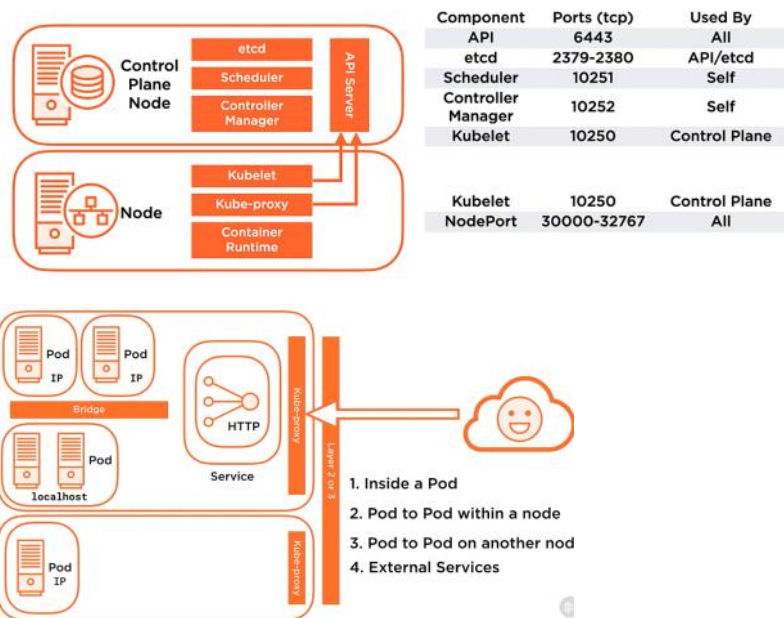 Control
Plane
Node
etcd
Scheduler
Controller
Manager
API Server
Node
Kubelet
Kube-proxy
Container
Runtime
Component Ports (tcp) Used By
API 6443 All
etcd 2379-2380 API/etcd
Scheduler 10251 Self
Controller
Manager 10252 Self
Kubelet 10250 Control Plane
Kubelet 10250 Control Plane
NodePort 30000-32767 All
Pod
IP
Pod
IP
Bridge
Pod
localhost
HTTP
Service
Kube-proxy
Layer 2 or 3
Pod
IP
Kube-proxy
1. Inside a Pod
2. Pod to Pod within a node
3. Pod to Pod on another nod
4. External Services